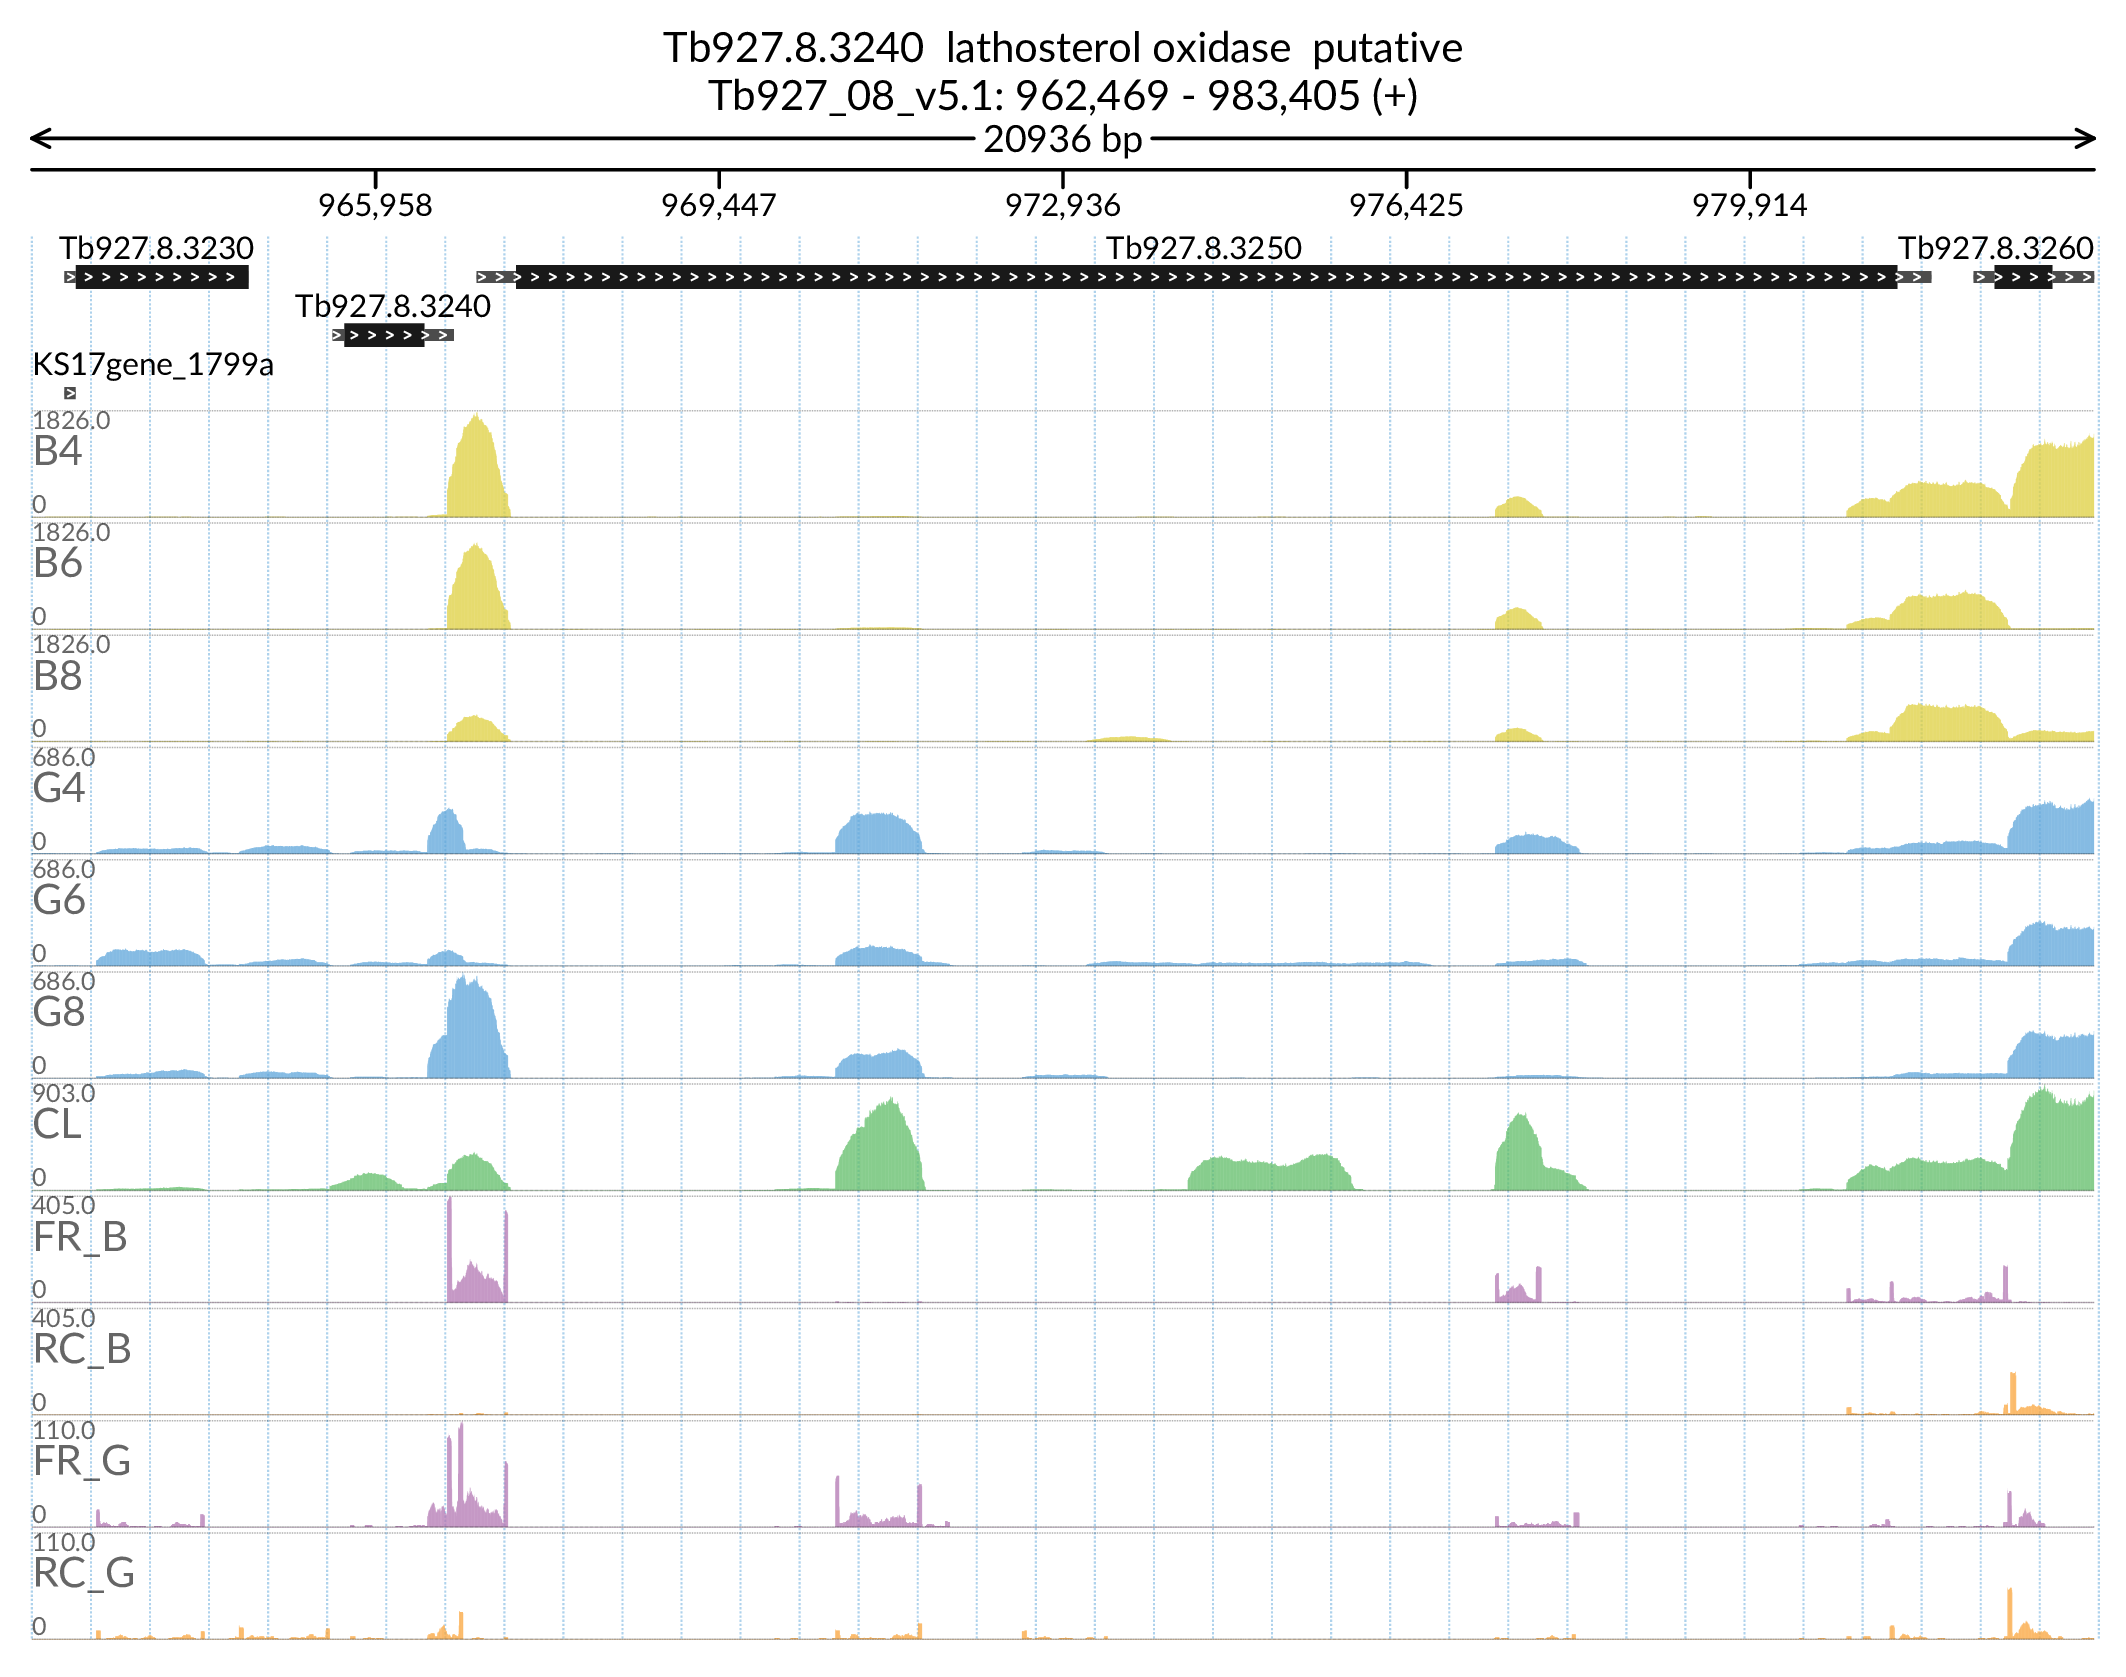 Tb927.8.3240 lathosterol oxidase putative
Tb927_08_v5.1: 962,469 - 983,405 (+)
20936 bp
965,958 969,447 972,936 976,425 979,914
Tb927.8.3230 Tb927.8.3250 Tb927.8.3260
Tb927.8.3240
KS17gene_1799a
1826.0
B4
0
1826.0
B6
0
1826.0
B8
0
686.0
G4
0
686.0
G6
0
686.0
G8
0
903.0
CL
0
405.0
FR_B
0
405.0
RC_B
0
110.0
FR_G
0
110.0
RC_G
0